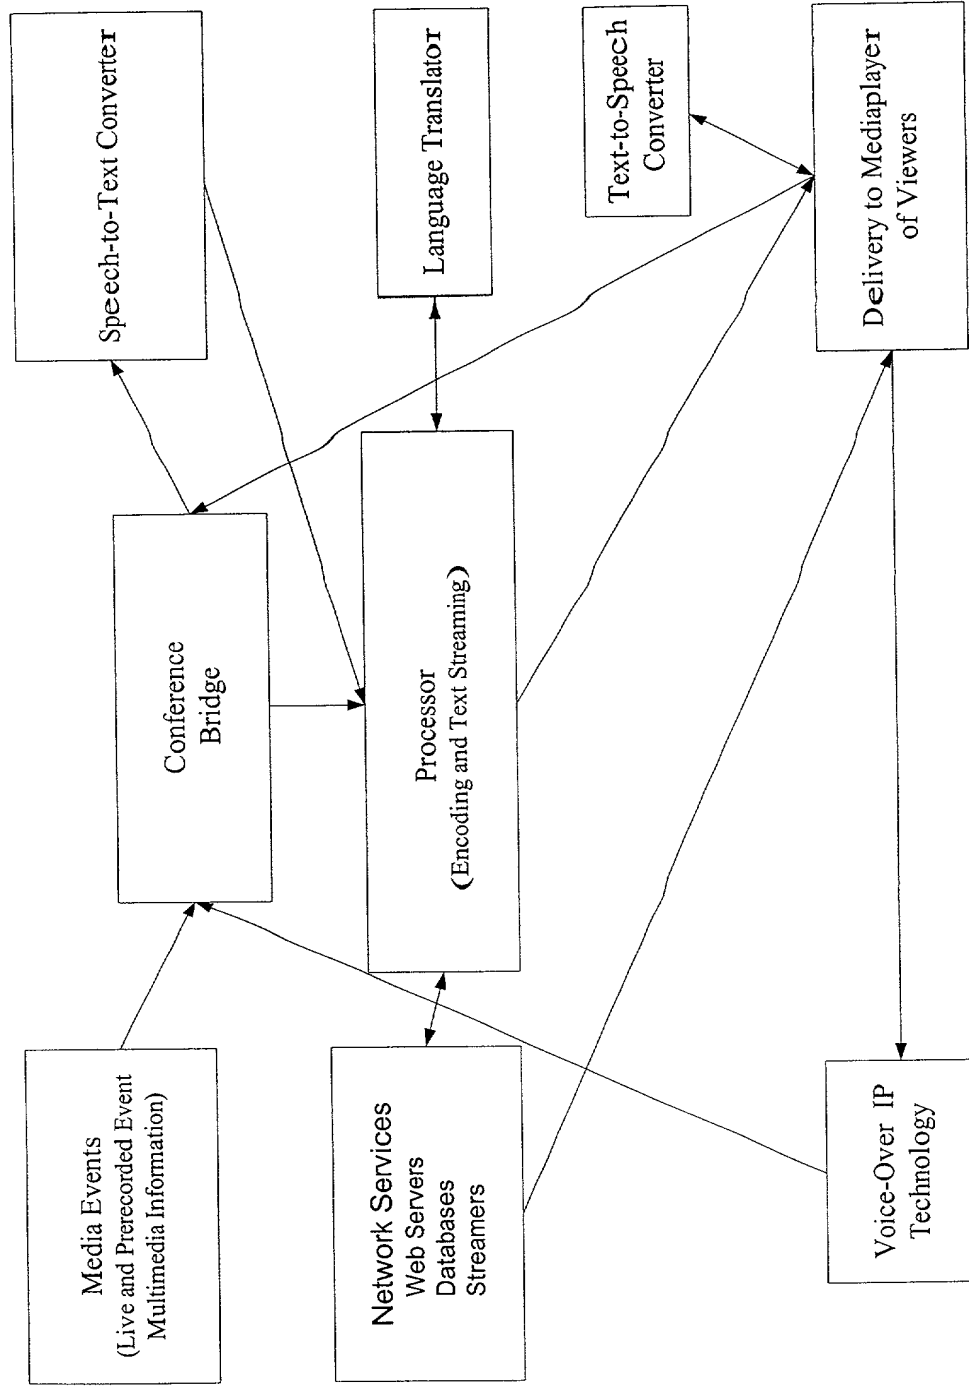 Media Events
(Live and Prerecorded Event
Multimedia Information)
Conference
Bridge
Speech-to-Text Converter
Network Services
Web Servers
Databases
Streamers
Processor
(Encoding and Text Streaming)
Language Translator
Text-to-Speech
Converter
Voice-Over IP
Technology
Delivery to Mediaplayer
of Viewers